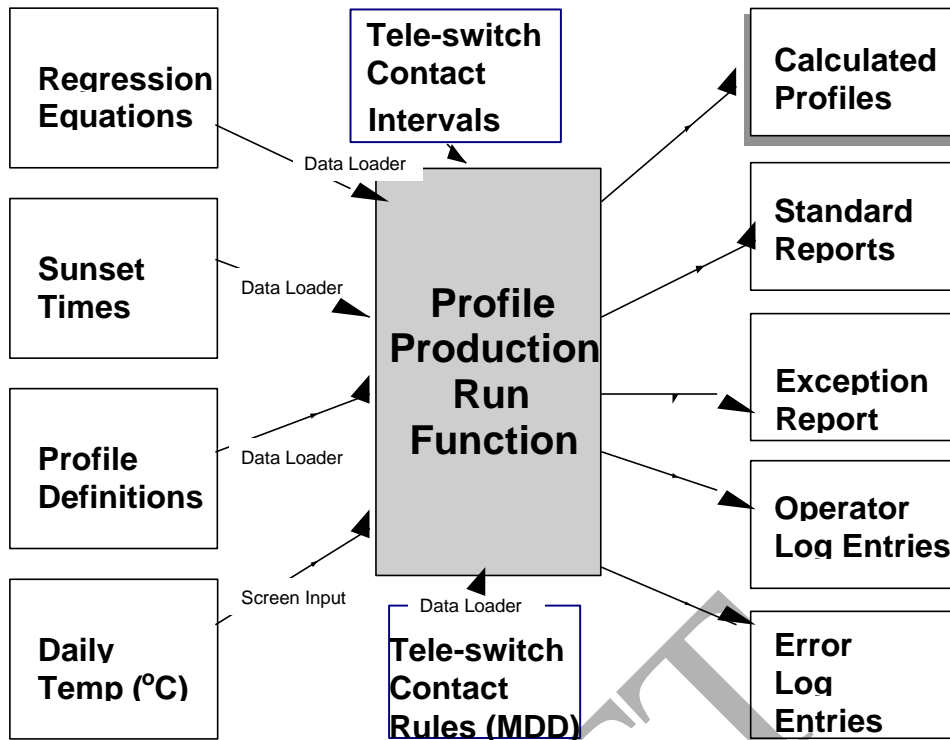 Regression
Equations
Tele-switch
Contact
Intervals
Calculated
Profiles
Data Loader
Sunset
Times
Data Loader
Standard
Reports
Profile
Production
Run
Function
Profile
Definitions
Data Loader
Exception
Report
Operator
Log Entries
Daily
Temp (°C)
Screen Input
Data Loader
Tele-switch
Contact
Rules (MDD)
Error
Log
Entries